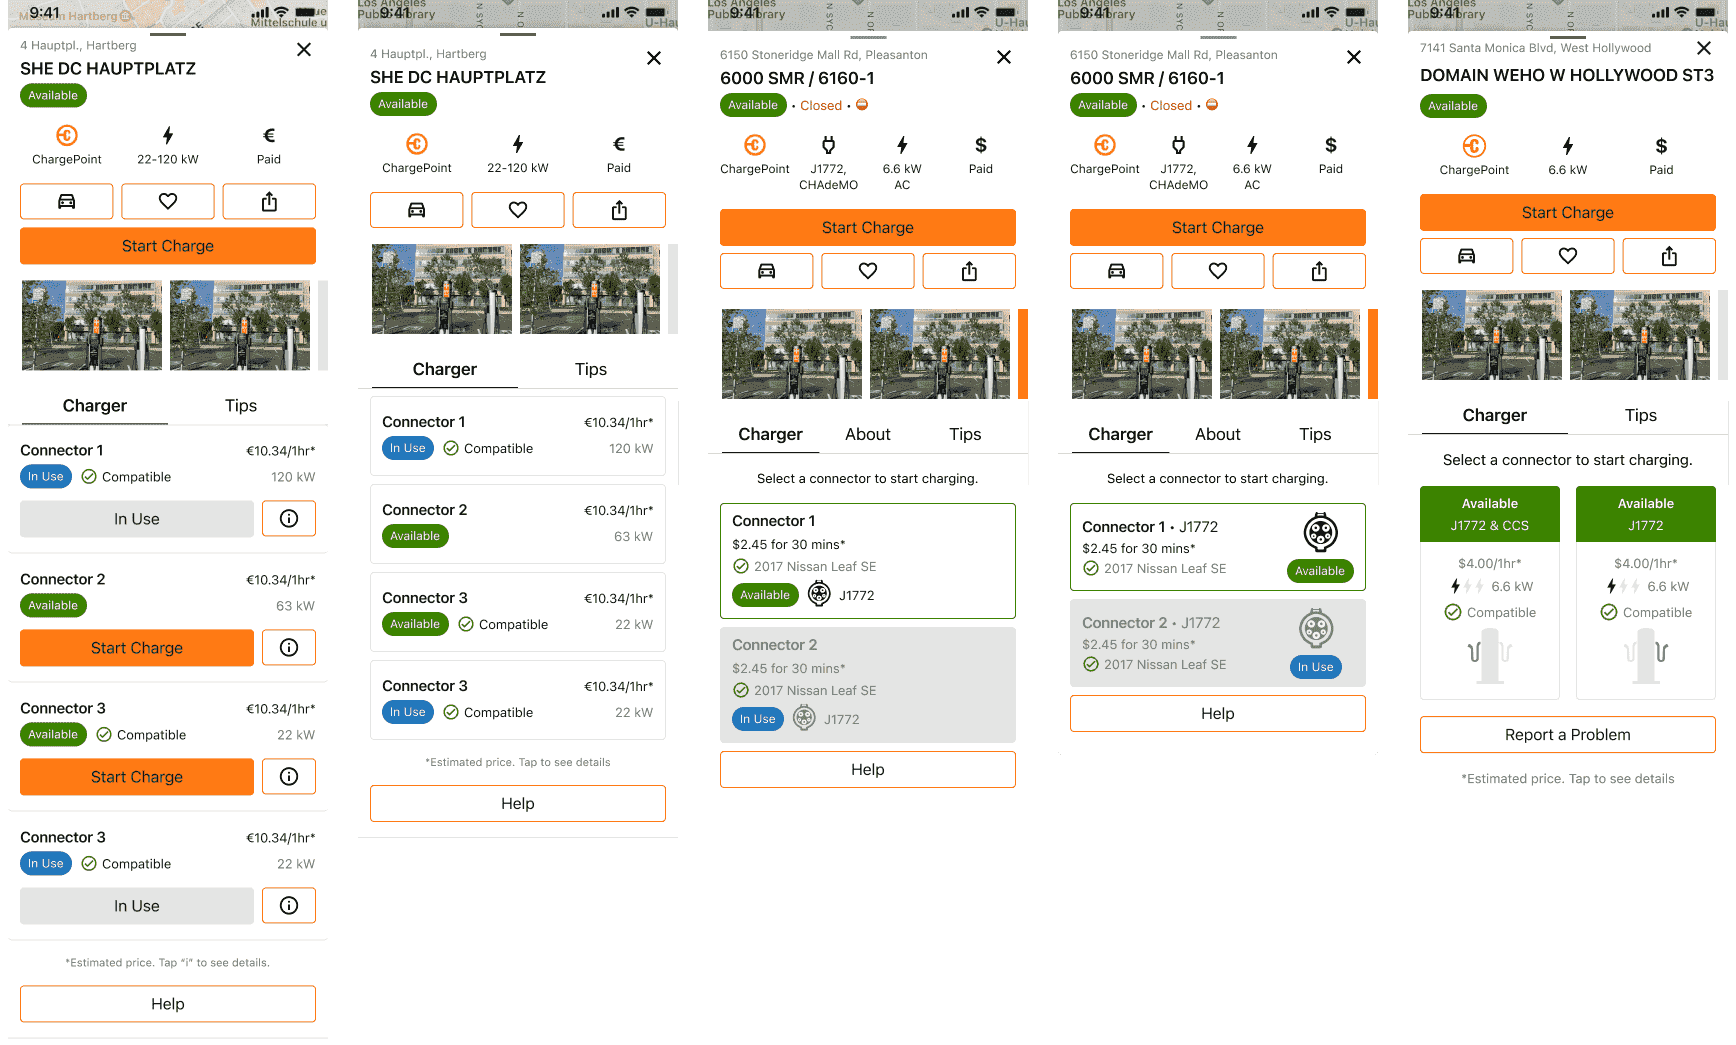 9:41
Museum Hartberg
Mittelschule u
4 Hauptpl., Hartberg
SHE DC HAUPTPLATZ
Available
ChargePoint
22-120 kW
€
Paid
Start Charge
Charger
Tips
Connector 1
€10.34/1hr*
In Use
Compatible
120 kW
In Use
Connector 2
€10.34/1hr*
Available
63 kW
Start Charge
Connector 3
€10.34/1hr*
Available
Compatible
22 kW
Start Charge
Connector 3
€10.34/1hr*
In Use
Compatible
22 kW
In Use
*Estimated price. Tap “i” to see details.
Help
Los Angeles
Public Library
9:41
N SY
N OF
U-Hau
4 Hauptpl., Hartberg
SHE DC HAUPTPLATZ
Available
ChargePoint
22-120 kW
€
Paid
Charger
Tips
Connector 1
€10.34/1hr*
In Use
Compatible
120 kW
Connector 2
€10.34/1hr*
Available
63 kW
Connector 3
€10.34/1hr*
Available
Compatible
22 kW
Connector 3
€10.34/1hr*
In Use
Compatible
22 kW
*Estimated price. Tap to see details
Help
Los Angeles
Public Library
9:41
N SYC
N OF
U-Hau
6150 Stoneridge Mall Rd, Pleasanton
6000 SMR / 6160-1
Available • Closed •
ChargePoint
J1772,
CHAdeMO
6.6 kW
AC
$
Paid
Start Charge
Charger
About
Tips
Select a connector to start charging.
Connector 1
$2.45 for 30 mins*
2017 Nissan Leaf SE
Available
J1772
Connector 2
$2.45 for 30 mins*
2017 Nissan Leaf SE
In Use
J1772
Help
Los Angeles
Public Library
9:41
N SYC
N OF
U-Hau
6150 Stoneridge Mall Rd, Pleasanton
6000 SMR / 6160-1
Available • Closed •
ChargePoint
J1772,
CHAdeMO
6.6 kW
AC
$
Paid
Start Charge
Charger
About
Tips
Select a connector to start charging.
Connector 1 • J1772
$2.45 for 30 mins*
2017 Nissan Leaf SE
Available
Connector 2 • J1772
$2.45 for 30 mins*
2017 Nissan Leaf SE
In Use
Help
Los Angeles
Public Library
9:41
N SYC
N OF
U-Hau
7141 Santa Monica Blvd, West Hollywood
DOMAIN WEHO W HOLLYWOOD ST3
Available
ChargePoint
6.6 kW
$
Paid
Start Charge
Charger
Tips
Select a connector to start charging.
Available
J1772 & CCS
$4.00/1hr*
6.6 kW
Compatible
Available
J1772
$4.00/1hr*
6.6 kW
Compatible
Report a Problem
*Estimated price. Tap to see details